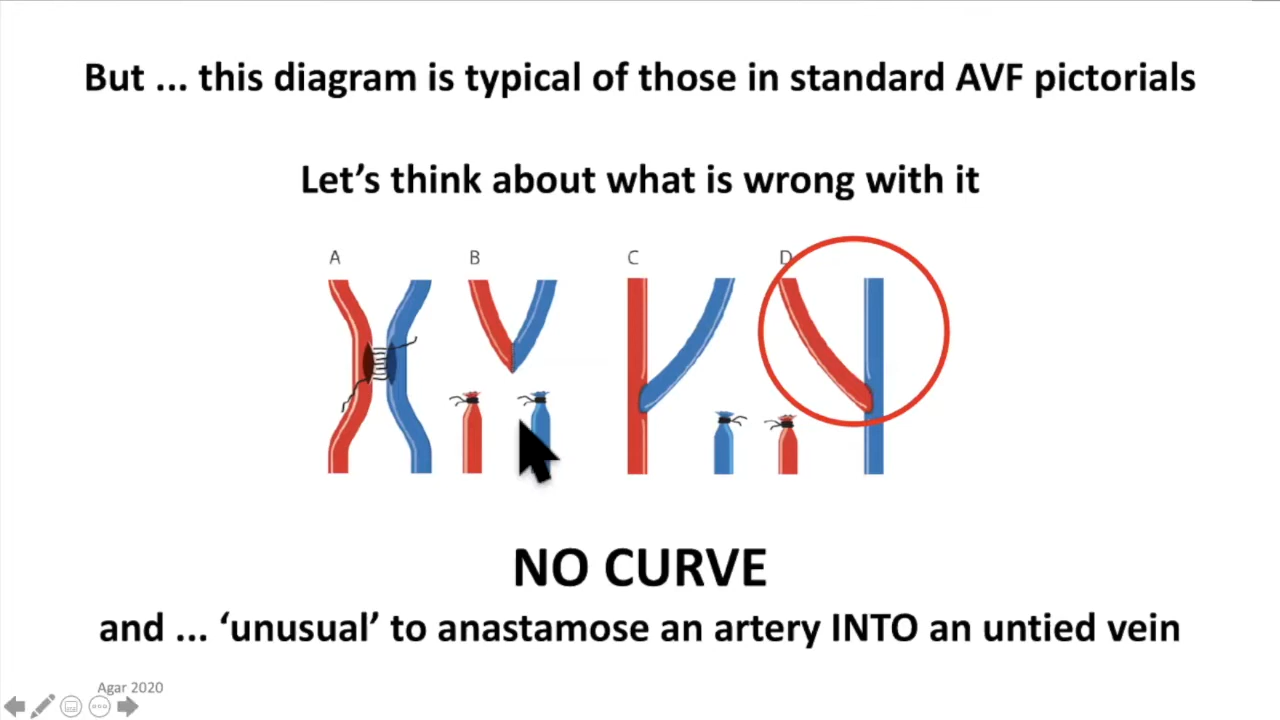 But ... this diagram is typical of those in standard AVF pictorials
Let’s think about what is wrong with it
A B C D
NO CURVE
and ... ‘unusual’ to anastamose an artery INTO an untied vein
Agar 2020